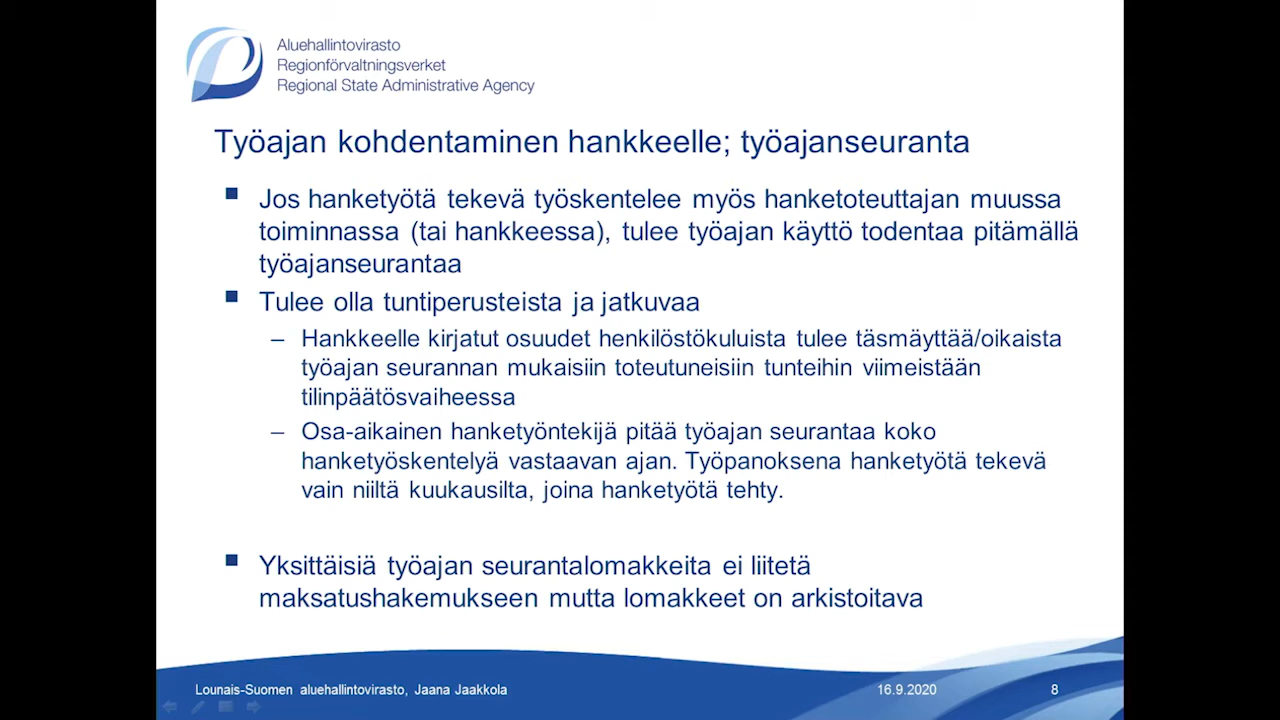 Aluehallintovirasto
Regionförvaltningsverket
Regional State Administrative Agency
Työajan kohdentaminen hankkeelle; työajanseuranta
Jos hanketyötä tekevä työskentelee myös hanketoteuttajan muussa
toiminnassa (tai hankkeessa), tulee työajan käyttö todentaa pitämällä
työajanseurantaa
Tulee olla tuntiperusteista ja jatkuvaa
– Hankkeelle kirjatut osuudet henkilöstökuluista tulee täsmäyttää/oikaista
työajan seurannan mukaisiin toteutuneisiin tunteihin viimeistään
tilinpäätösvaiheessa
– Osa-aikainen hanketyöntekijä pitää työajan seurantaa koko
hanketyöskentelyä vastaavan ajan. Työpanoksena hanketyötä tekevä
vain niiltä kuukausilta, joina hanketyötä tehty.
Yksittäisiä työajan seurantalomakkeita ei liitetä
maksatushakemukseen mutta lomakkeet on arkistoitava
Lounais-Suomen aluehallintovirasto, Jaana Jaakkola
16.9.2020
8